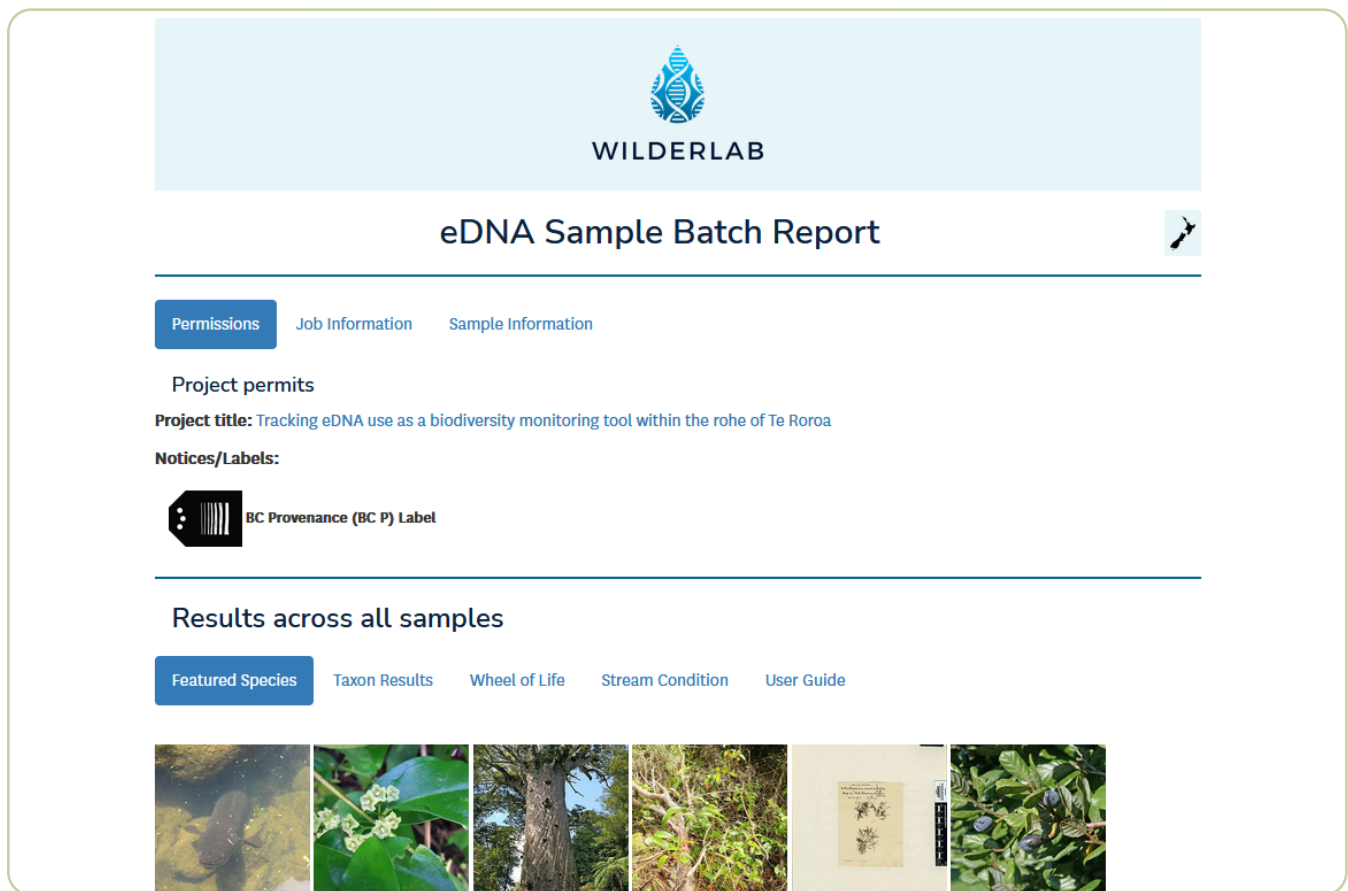 WILDERLAB
eDNA Sample Batch Report
Permissions Job Information Sample Information
Project permits
Project title: Tracking eDNA use as a biodiversity monitoring tool within the rohe of Te Roroa
Notices/Labels:
BC Provenance (BC P) Label
Results across all samples
Featured Species Taxon Results Wheel of Life Stream Condition User Guide